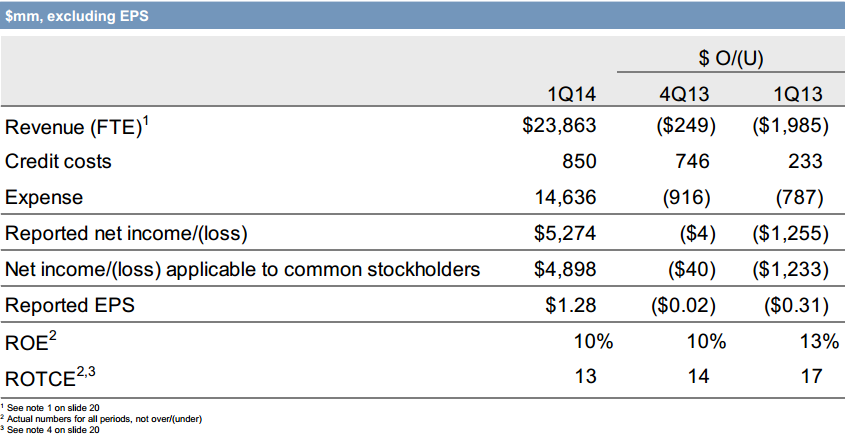 $mm, excluding EPS
$ O/(U)
1Q14 4Q13 1Q13
Revenue (FTE)1 $23,863 ($249) ($1,985)
Credit costs 850 746 233
Expense 14,636 (916) (787)
Reported net income/(loss) $5,274 ($4) ($1,255)
Net income/(loss) applicable to common stockholders $4,898 ($40) ($1,233)
Reported EPS $1.28 ($0.02) ($0.31)
ROE2 10% 10% 13%
ROTCE2,3 13 14 17
1 See note 1 on slide 20
2 Actual numbers for all periods, not over/(under)
3 See note 4 on slide 20